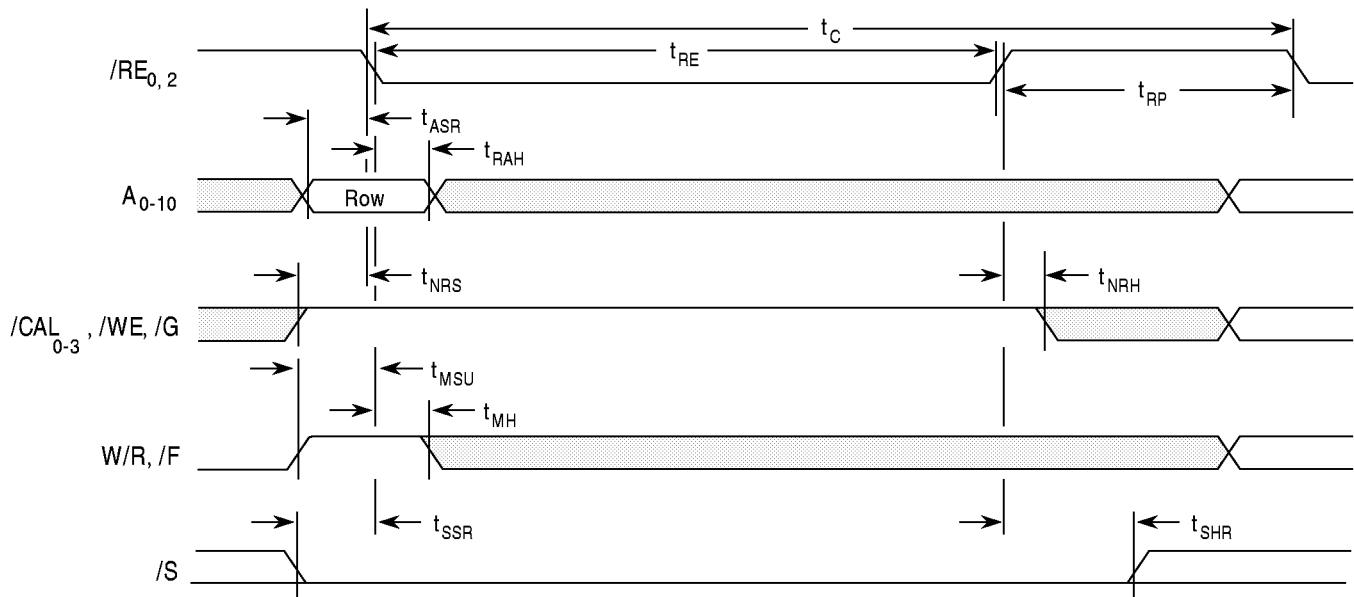 t_C
t_RE
/RE_0, 2
t_RP
t_ASR
t_RAH
A_0-10
Row
t_NRS
t_NRH
/CAL_0-3, /WE, /G
t_MSU
t_MH
W/R, /F
t_SSR
t_SHR
/S